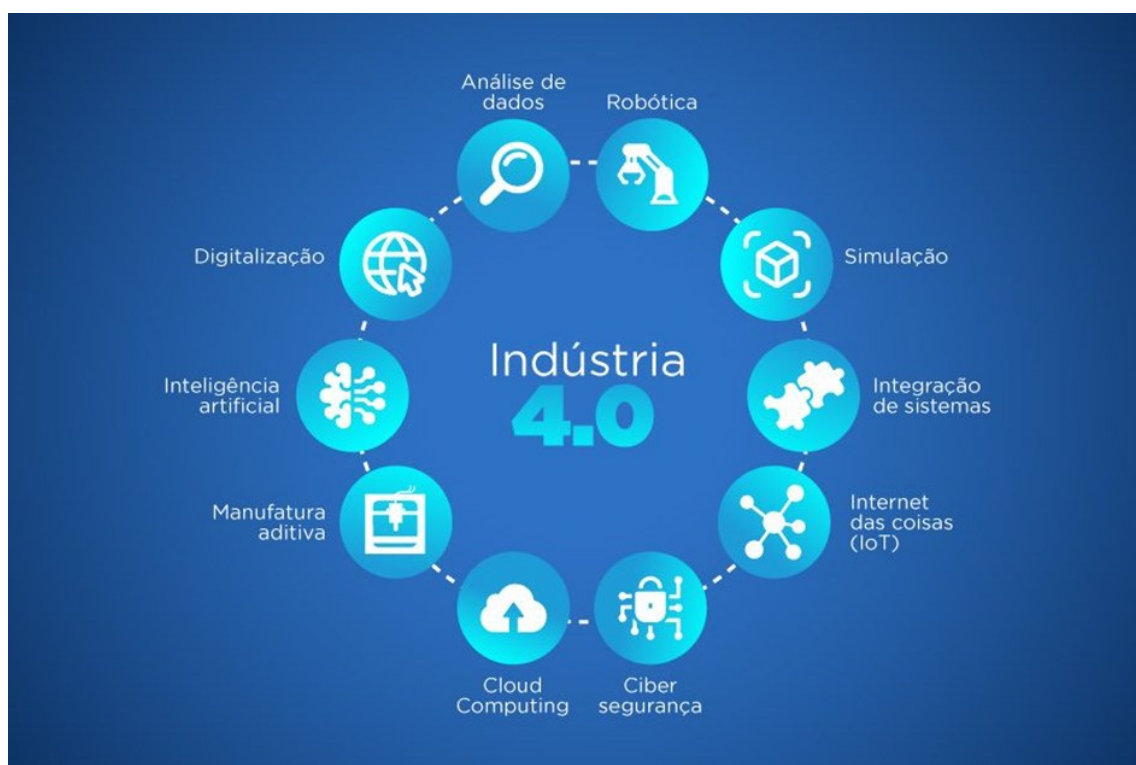 Análise de
dados
Robótica
Digitalização
Simulação
Indústria
4.0
Inteligência
artificial
Integração
de sistemas
Manufatura
aditiva
Internet
das coisas
(IoT)
Cloud
Computing
Ciber
segurança